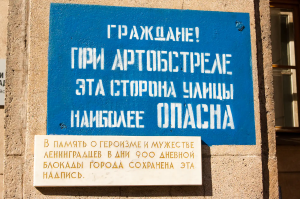 ГРАЖДАНЕ!
ПРИ АРТОБСТРЕЛЕ
ЭТА СТОРОНА УЛИЦЫ
НАИБОЛЕЕ ОПАСНА
В ПАМЯТЬ О ГЕРОИЗМЕ И МУЖЕСТВЕ
ЛЕНИНГРАДЦЕВ В ДНИ 900 ДНЕВНОЙ
БЛОКАДЫ ГОРОДА СОХРАНЕНА ЭТА
НАДПИСЬ.